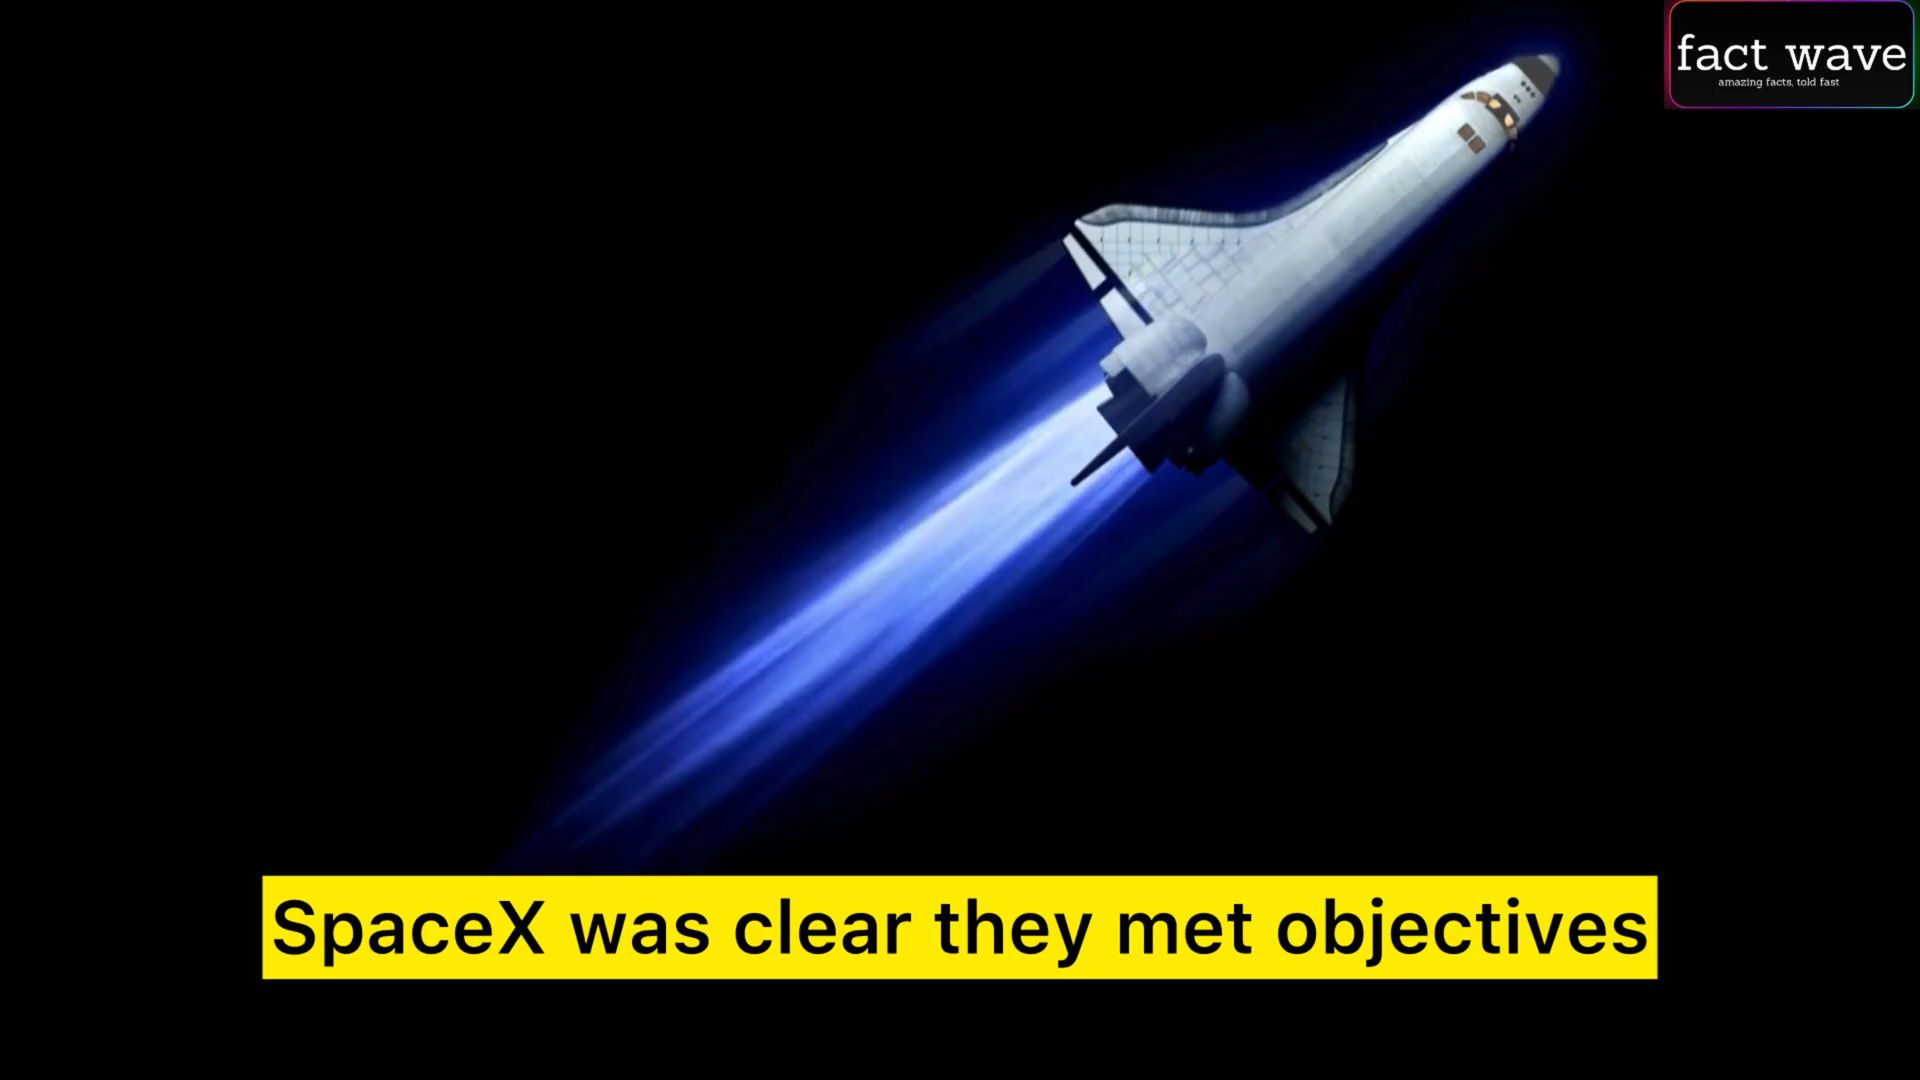 fact wave
amazing facts, told fast
SpaceX was clear they met objectives